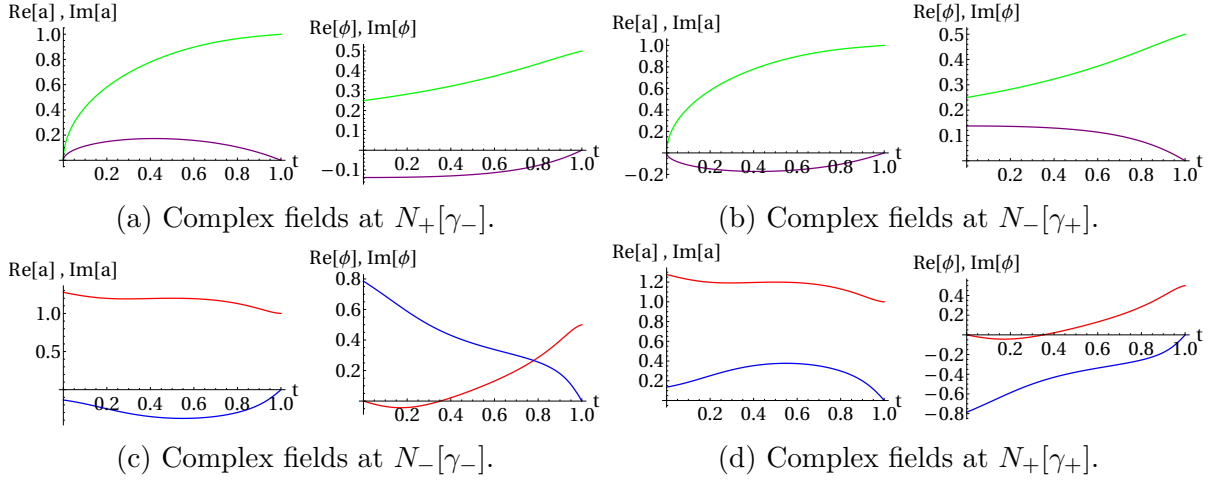 Re[a] , Im[a]
1.0
0.8
0.6
0.4
0.2
0.2 0.4 0.6 0.8 1.0 t
Re[ϕ], Im[ϕ]
0.5
0.4
0.3
0.2
0.1
−0.1
0.2 0.4 0.6 0.8 1.0 t
Re[a] , Im[a]
1.0
0.8
0.6
0.4
0.2
−0.2
0.2 0.4 0.6 0.8 1.0 t
Re[ϕ], Im[ϕ]
0.5
0.4
0.3
0.2
0.1
0.2 0.4 0.6 0.8 1.0 t
(a) Complex fields at N₊[γ₋].
(b) Complex fields at N₋[γ₊].
Re[a] , Im[a]
1.0
0.5
0.2 0.4 0.6 0.8 1.0 t
Re[ϕ], Im[ϕ]
0.8
0.6
0.4
0.2
0.2 0.4 0.6 0.8 1.0 t
Re[a] , Im[a]
1.2
1.0
0.8
0.6
0.4
0.2
0.2 0.4 0.6 0.8 1.0 t
Re[ϕ], Im[ϕ]
0.4
0.2
−0.2
−0.4
−0.6
−0.8
0.2 0.4 0.6 0.8 1.0 t
(c) Complex fields at N₋[γ₋].
(d) Complex fields at N₊[γ₊].